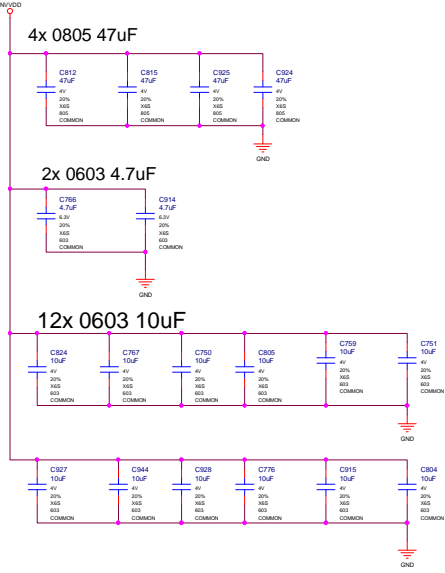 NVVDD
4x 0805 47uF
C812 C815 C925 C924
47uF 47uF 47uF 47uF
4V 4V 4V 4V
20% 20% 20% 20%
X6S X6S X6S X6S
805 805 805 805
COMMON COMMON COMMON COMMON
GND
2x 0603 4.7uF
C766 C914
4.7uF 4.7uF
6.3V 6.3V
20% 20%
X6S X6S
603 603
COMMON COMMON
GND
12x 0603 10uF
C824 C767 C750 C805 C759 C751
10uF 10uF 10uF 10uF 10uF 10uF
4V 4V 4V 4V 4V 4V
20% 20% 20% 20% 20% 20%
X6S X6S X6S X6S X6S X6S
603 603 603 603 603 603
COMMON COMMON COMMON COMMON COMMON COMMON
GND
C927 C944 C928 C776 C915 C804
10uF 10uF 10uF 10uF 10uF 10uF
4V 4V 4V 4V 4V 4V
20% 20% 20% 20% 20% 20%
X6S X6S X6S X6S X6S X6S
603 603 603 603 603 603
COMMON COMMON COMMON COMMON COMMON COMMON
GND